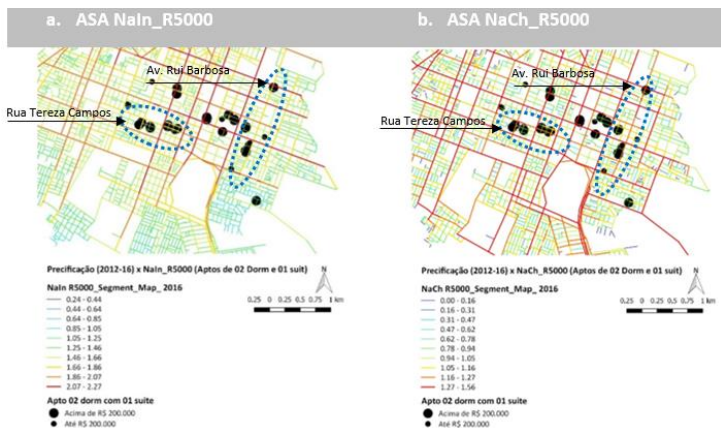 a. ASA NaIn_R5000
Av. Rui Barbosa
Rua Tereza Campos
Precificação (2012-16) x NaIn_R5000 (Aptos de 02 Dorm e 01 suit)
NaIn R5000_Segment_Map_ 2016
N
0.25 0 0.25 0.5 0.75 1 km
0.24 - 0.44
0.44 - 0.64
0.64 - 0.85
0.85 - 1.05
1.05 - 1.25
1.25 - 1.46
1.46 - 1.66
1.66 - 1.86
1.86 - 2.07
2.07 - 2.27
Apto 02 dorm com 01 suite
Acima de R$ 200.000
Até R$ 200.000
b. ASA NaCh_R5000
Av. Rui Barbosa
Rua Tereza Campos
Precificação (2012-16) x NaCh_R5000 (Aptos de 02 Dorm e 01 suit)
NaCh R5000_Segment_Map_ 2016
N
0.25 0 0.25 0.5 0.75 1 km
0.00 - 0.16
0.16 - 0.31
0.31 - 0.47
0.47 - 0.62
0.62 - 0.78
0.78 - 0.94
0.94 - 1.05
1.05 - 1.16
1.16 - 1.27
1.27 - 1.56
Apto 02 dorm com 01 suite
Acima de R$ 200.000
Até R$ 200.000